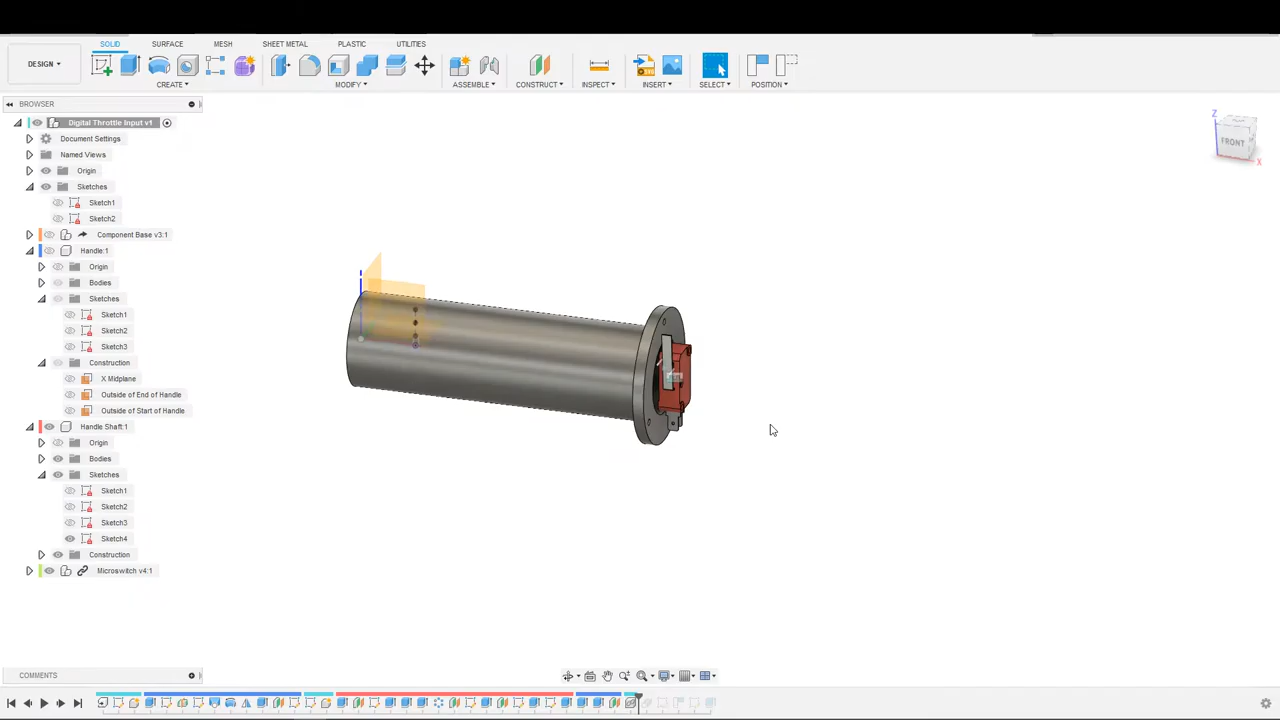 SOLID SURFACE MESH SHEET METAL PLASTIC UTILITIES
DESIGN
CREATE MODIFY ASSEMBLE CONSTRUCT INSPECT INSERT SELECT POSITION
BROWSER
Digital Throttle Input v1
Document Settings
Named Views
Origin
Sketches
Sketch1
Sketch2
Component Base v3:1
Handle:1
Origin
Bodies
Sketches
Sketch1
Sketch2
Sketch3
Construction
X Midplane
Outside of End of Handle
Outside of Start of Handle
Handle Shaft:1
Origin
Bodies
Sketches
Sketch1
Sketch2
Sketch3
Sketch4
Construction
Microswitch v4:1
Z
FRONT
X
COMMENTS